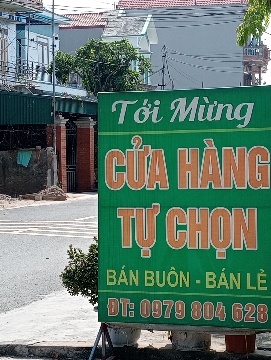 Tới Mừng
CỬA HÀNG
TỰ CHỌN
BÁN BUÔN - BÁN LẺ
ĐT: 0979 804 628